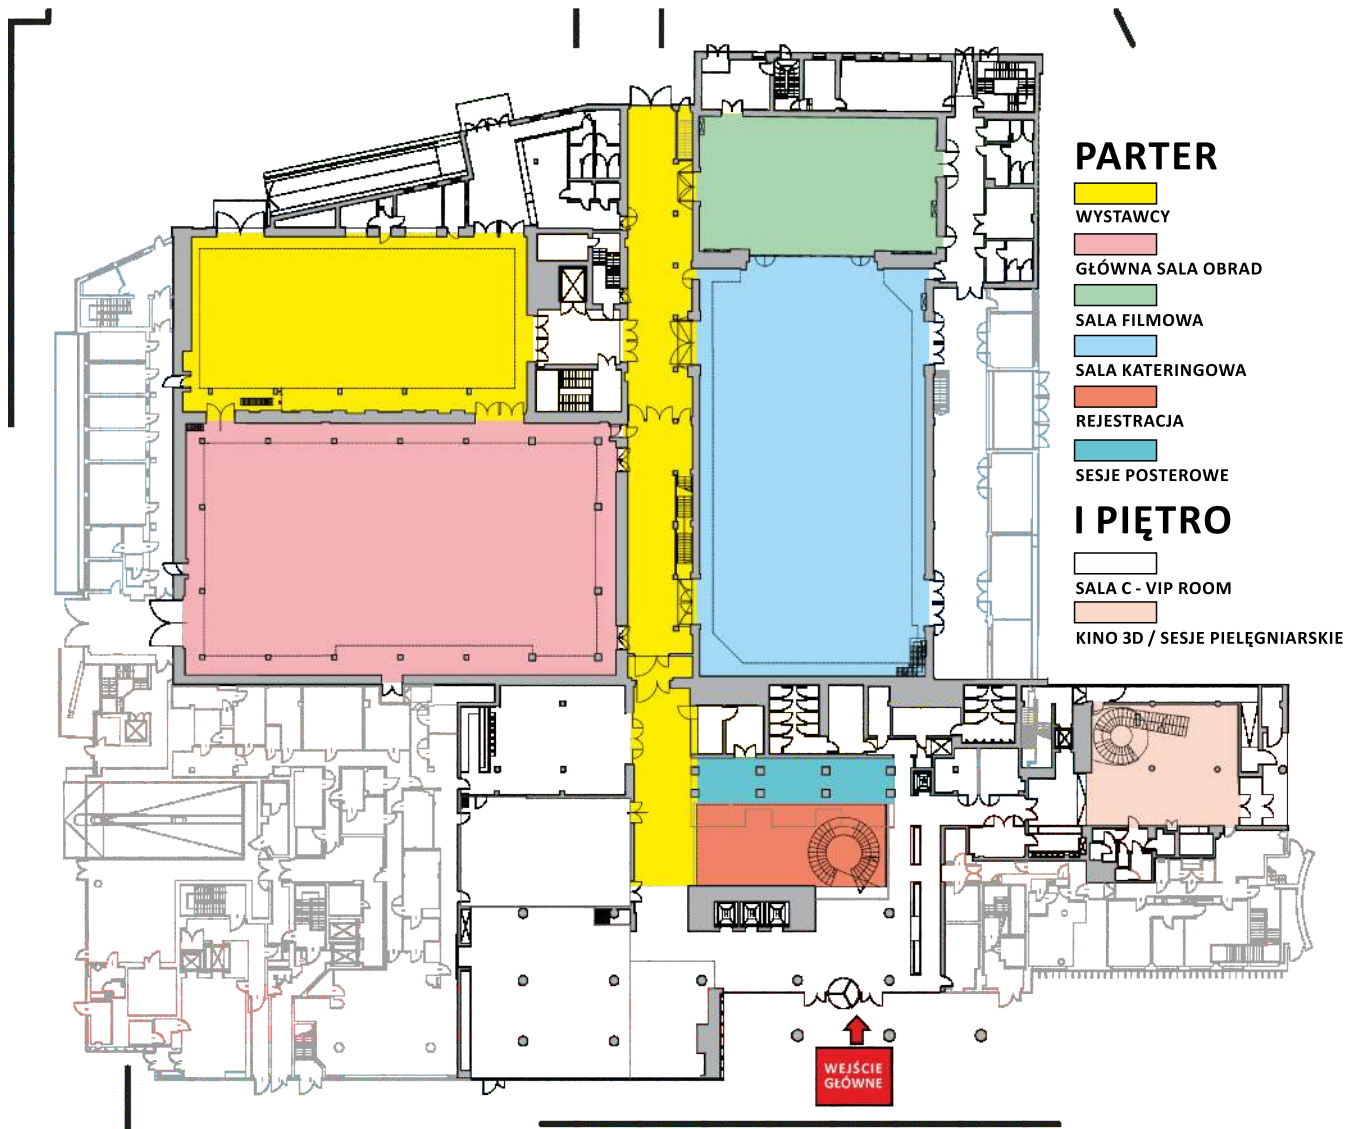 PARTER
WYSTAWCY
GŁÓWNA SALA OBRAD
SALA FILMOWA
SALA KATERINGOWA
REJESTRACJA
SESJE POSTEROWE
I PIĘTRO
SALA C - VIP ROOM
KINO 3D / SESJE PIELĘGNIARSKIE
WEJŚCIE
GŁÓWNE